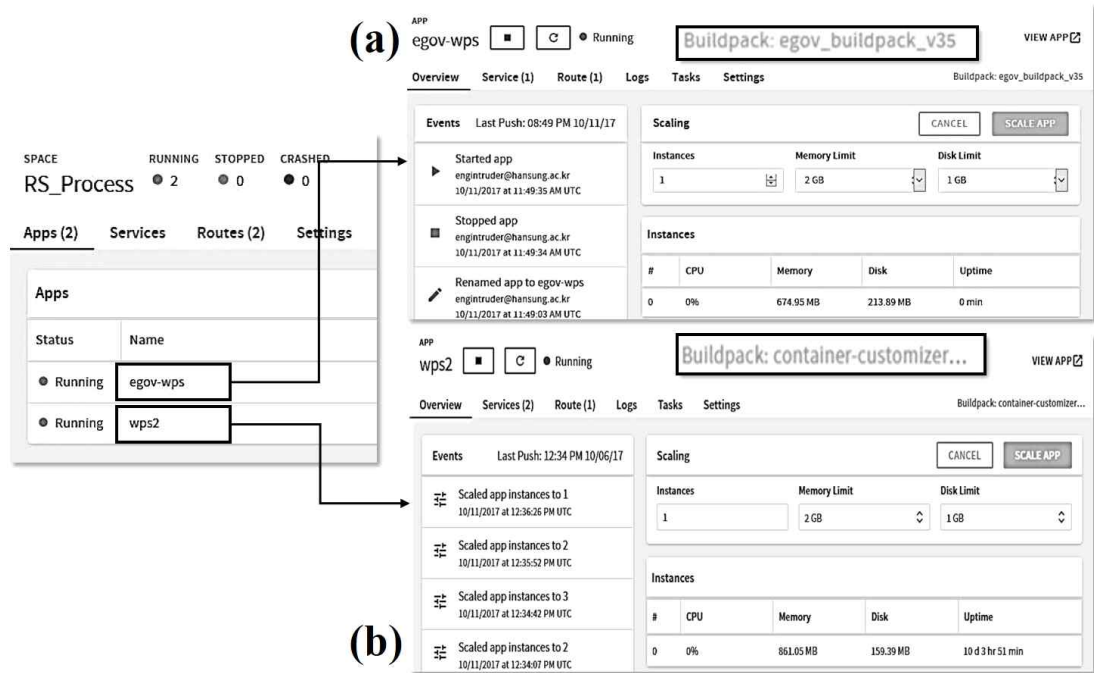 SPACE
RS_Process
RUNNING
2
STOPPED
0
CRASHED
0
Apps (2) Services Routes (2) Settings
Apps
Status Name
Running egov-wps
Running wps2
(a)
APP
egov-wps Running
Buildpack: egov_buildpack_v35
VIEW APP
Overview Service (1) Route (1) Logs Tasks Settings
Buildpack: egov_buildpack_v35
Events Last Push: 08:49 PM 10/11/17
Started app
engintruder@hansung.ac.kr
10/11/2017 at 11:49:35 AM UTC
Stopped app
engintruder@hansung.ac.kr
10/11/2017 at 11:49:34 AM UTC
Renamed app to egov-wps
engintruder@hansung.ac.kr
10/11/2017 at 11:49:03 AM UTC
Scaling CANCEL SCALE APP
Instances Memory Limit Disk Limit
1 2 GB 1 GB
Instances
# CPU Memory Disk Uptime
0 0% 674.95 MB 213.89 MB 0 min
(b)
APP
wps2 Running
Buildpack: container-customizer...
VIEW APP
Overview Services (2) Route (1) Logs Tasks Settings
Buildpack: container-customizer...
Events Last Push: 12:34 PM 10/06/17
Scaled app instances to 1
10/11/2017 at 12:36:26 PM UTC
Scaled app instances to 2
10/11/2017 at 12:35:52 PM UTC
Scaled app instances to 3
10/11/2017 at 12:34:42 PM UTC
Scaled app instances to 2
10/11/2017 at 12:34:07 PM UTC
Scaling CANCEL SCALE APP
Instances Memory Limit Disk Limit
1 2 GB 1 GB
Instances
# CPU Memory Disk Uptime
0 0% 861.05 MB 159.39 MB 10 d 3 hr 51 min